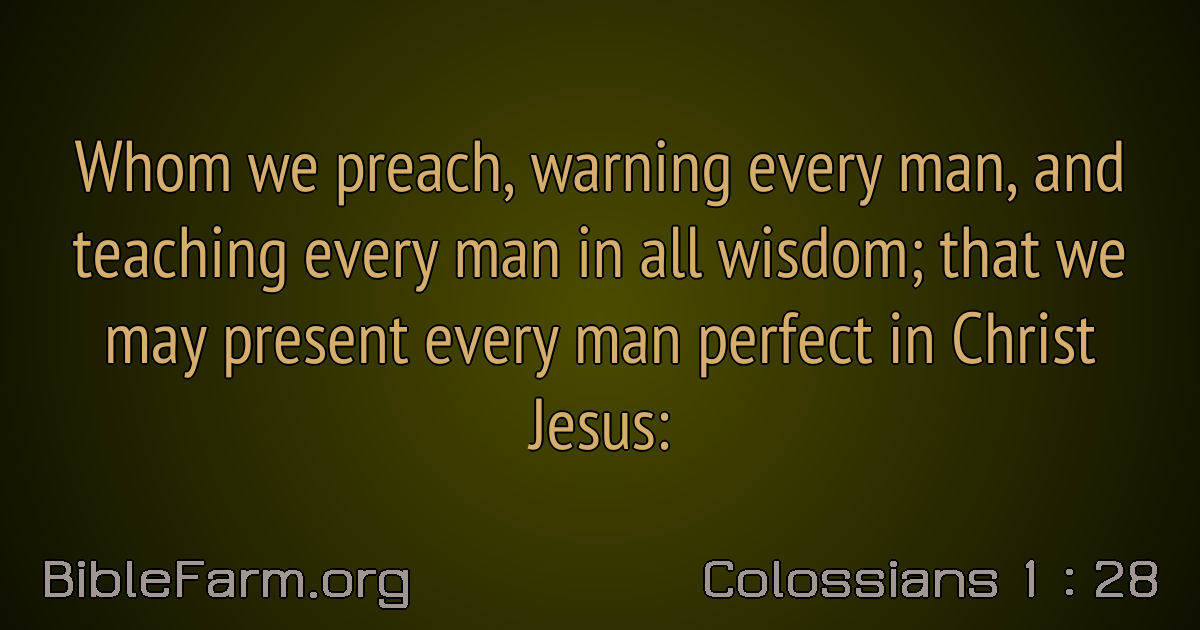 Whom we preach, warning every man, and
teaching every man in all wisdom; that we
may present every man perfect in Christ
Jesus:
BibleFarm.org
Colossians 1 : 28